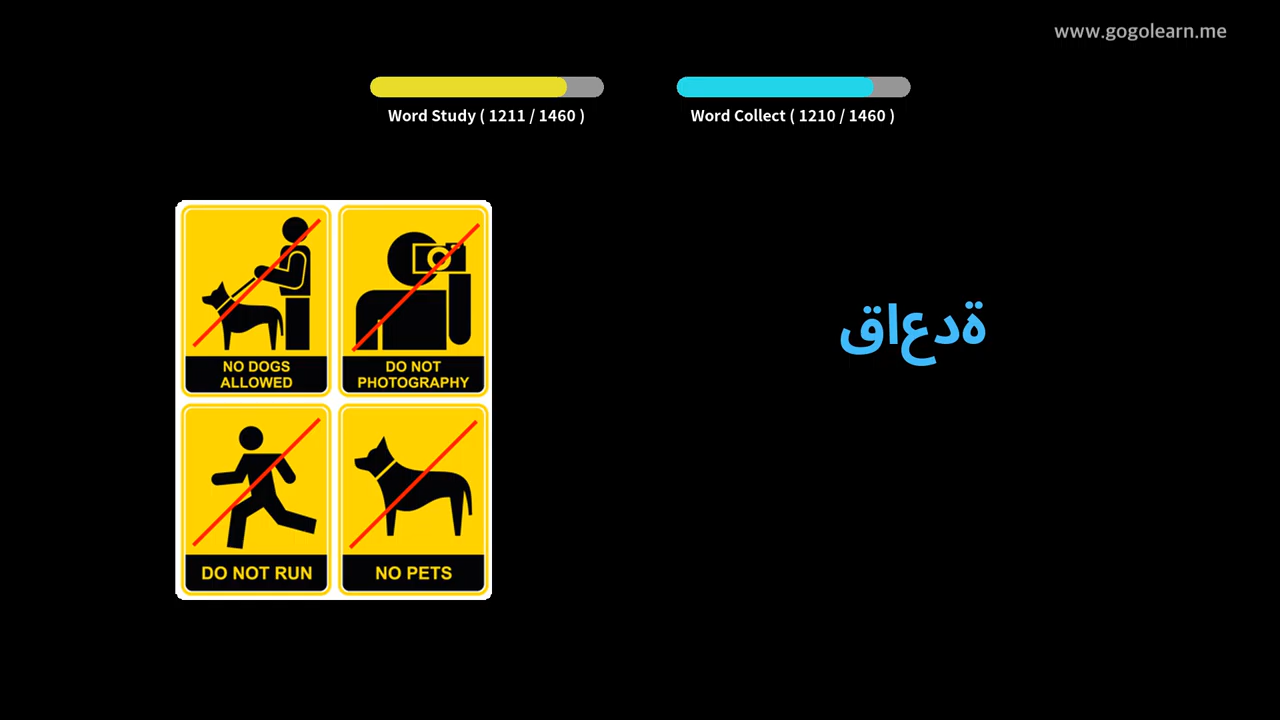 www.gogolearn.me
Word Study ( 1211 / 1460 )
Word Collect ( 1210 / 1460 )
NO DOGS
ALLOWED
DO NOT
PHOTOGRAPHY
DO NOT RUN
NO PETS
قاعدة